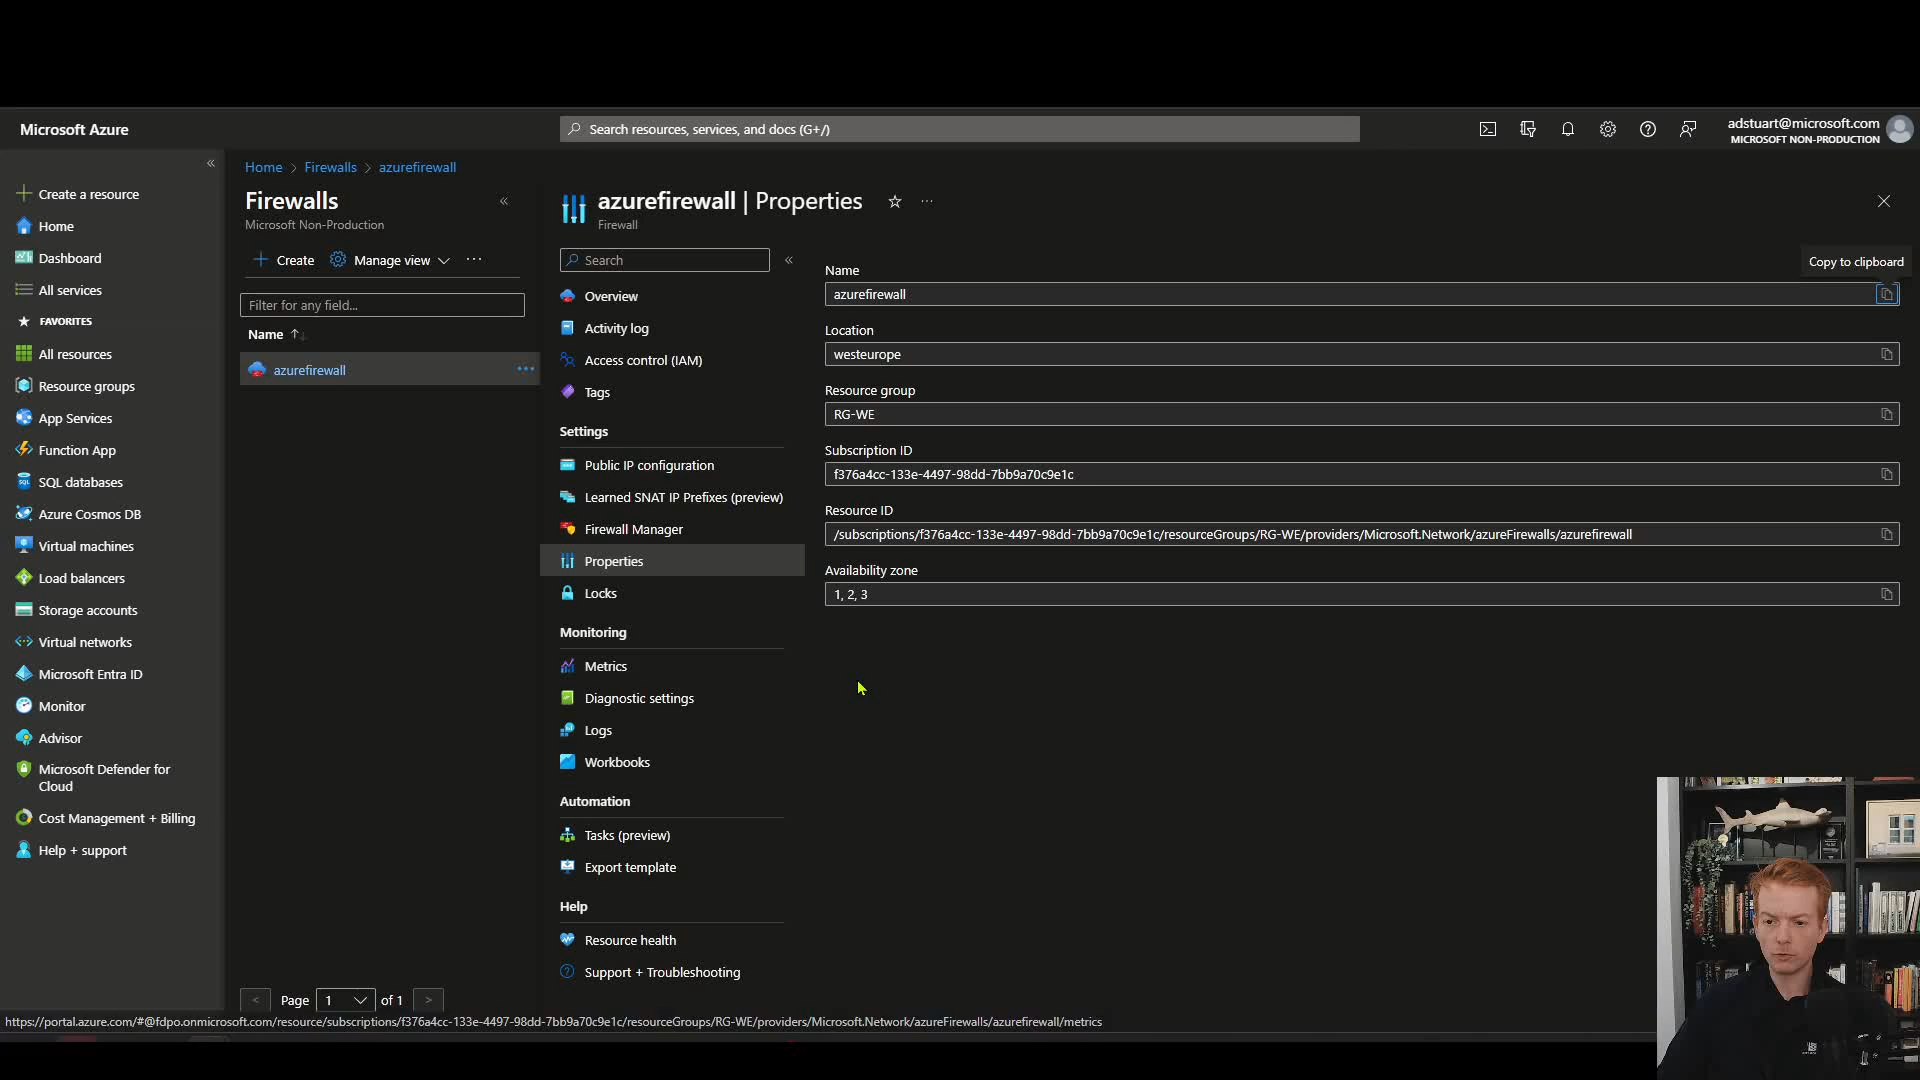 Microsoft Azure
Search resources, services, and docs (G+/)
adstuart@microsoft.com
MICROSOFT NON-PRODUCTION
«
Create a resource
Home
Dashboard
All services
FAVORITES
All resources
Resource groups
App Services
Function App
SQL databases
Azure Cosmos DB
Virtual machines
Load balancers
Storage accounts
Virtual networks
Microsoft Entra ID
Monitor
Advisor
Microsoft Defender for
Cloud
Cost Management + Billing
Help + support
Home > Firewalls > azurefirewall
Firewalls «
Microsoft Non-Production
Create Manage view ...
Filter for any field...
Name ↑↓
azurefirewall ...
< Page 1 of 1 >
azurefirewall | Properties ...
Firewall
Search «
Overview
Activity log
Access control (IAM)
Tags
Settings
Public IP configuration
Learned SNAT IP Prefixes (preview)
Firewall Manager
Properties
Locks
Monitoring
Metrics
Diagnostic settings
Logs
Workbooks
Automation
Tasks (preview)
Export template
Help
Resource health
Support + Troubleshooting
Copy to clipboard
Name
azurefirewall
Location
westeurope
Resource group
RG-WE
Subscription ID
f376a4cc-133e-4497-98dd-7bb9a70c9e1c
Resource ID
/subscriptions/f376a4cc-133e-4497-98dd-7bb9a70c9e1c/resourceGroups/RG-WE/providers/Microsoft.Network/azureFirewalls/azurefirewall
Availability zone
1, 2, 3
https://portal.azure.com/#@fdpo.onmicrosoft.com/resource/subscriptions/f376a4cc-133e-4497-98dd-7bb9a70c9e1c/resourceGroups/RG-WE/providers/Microsoft.Network/azureFirewalls/azurefirewall/metrics